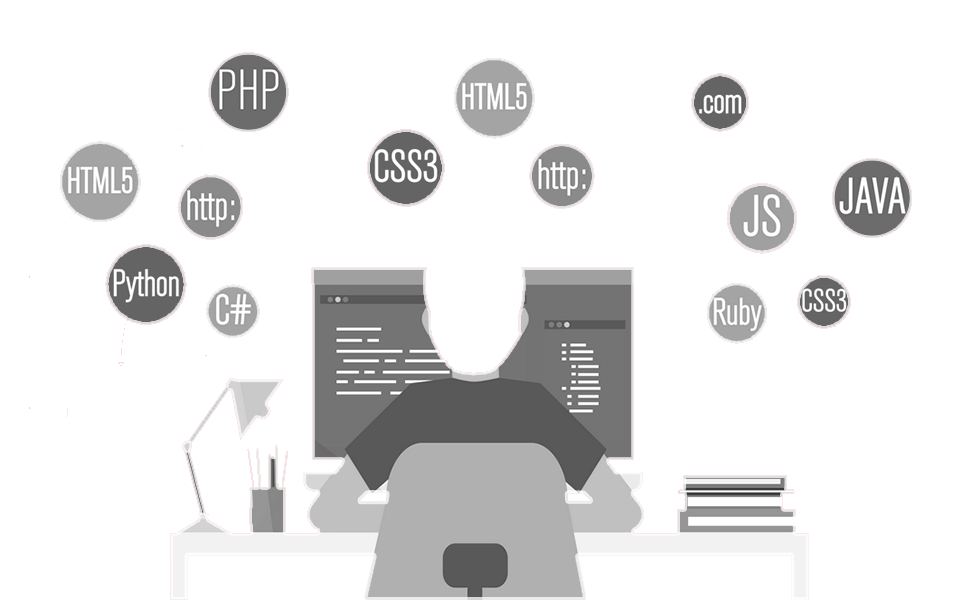 PHP
HTML5
.com
CSS3
HTML5
http:
http:
JS
JAVA
Python
C#
Ruby
CSS3